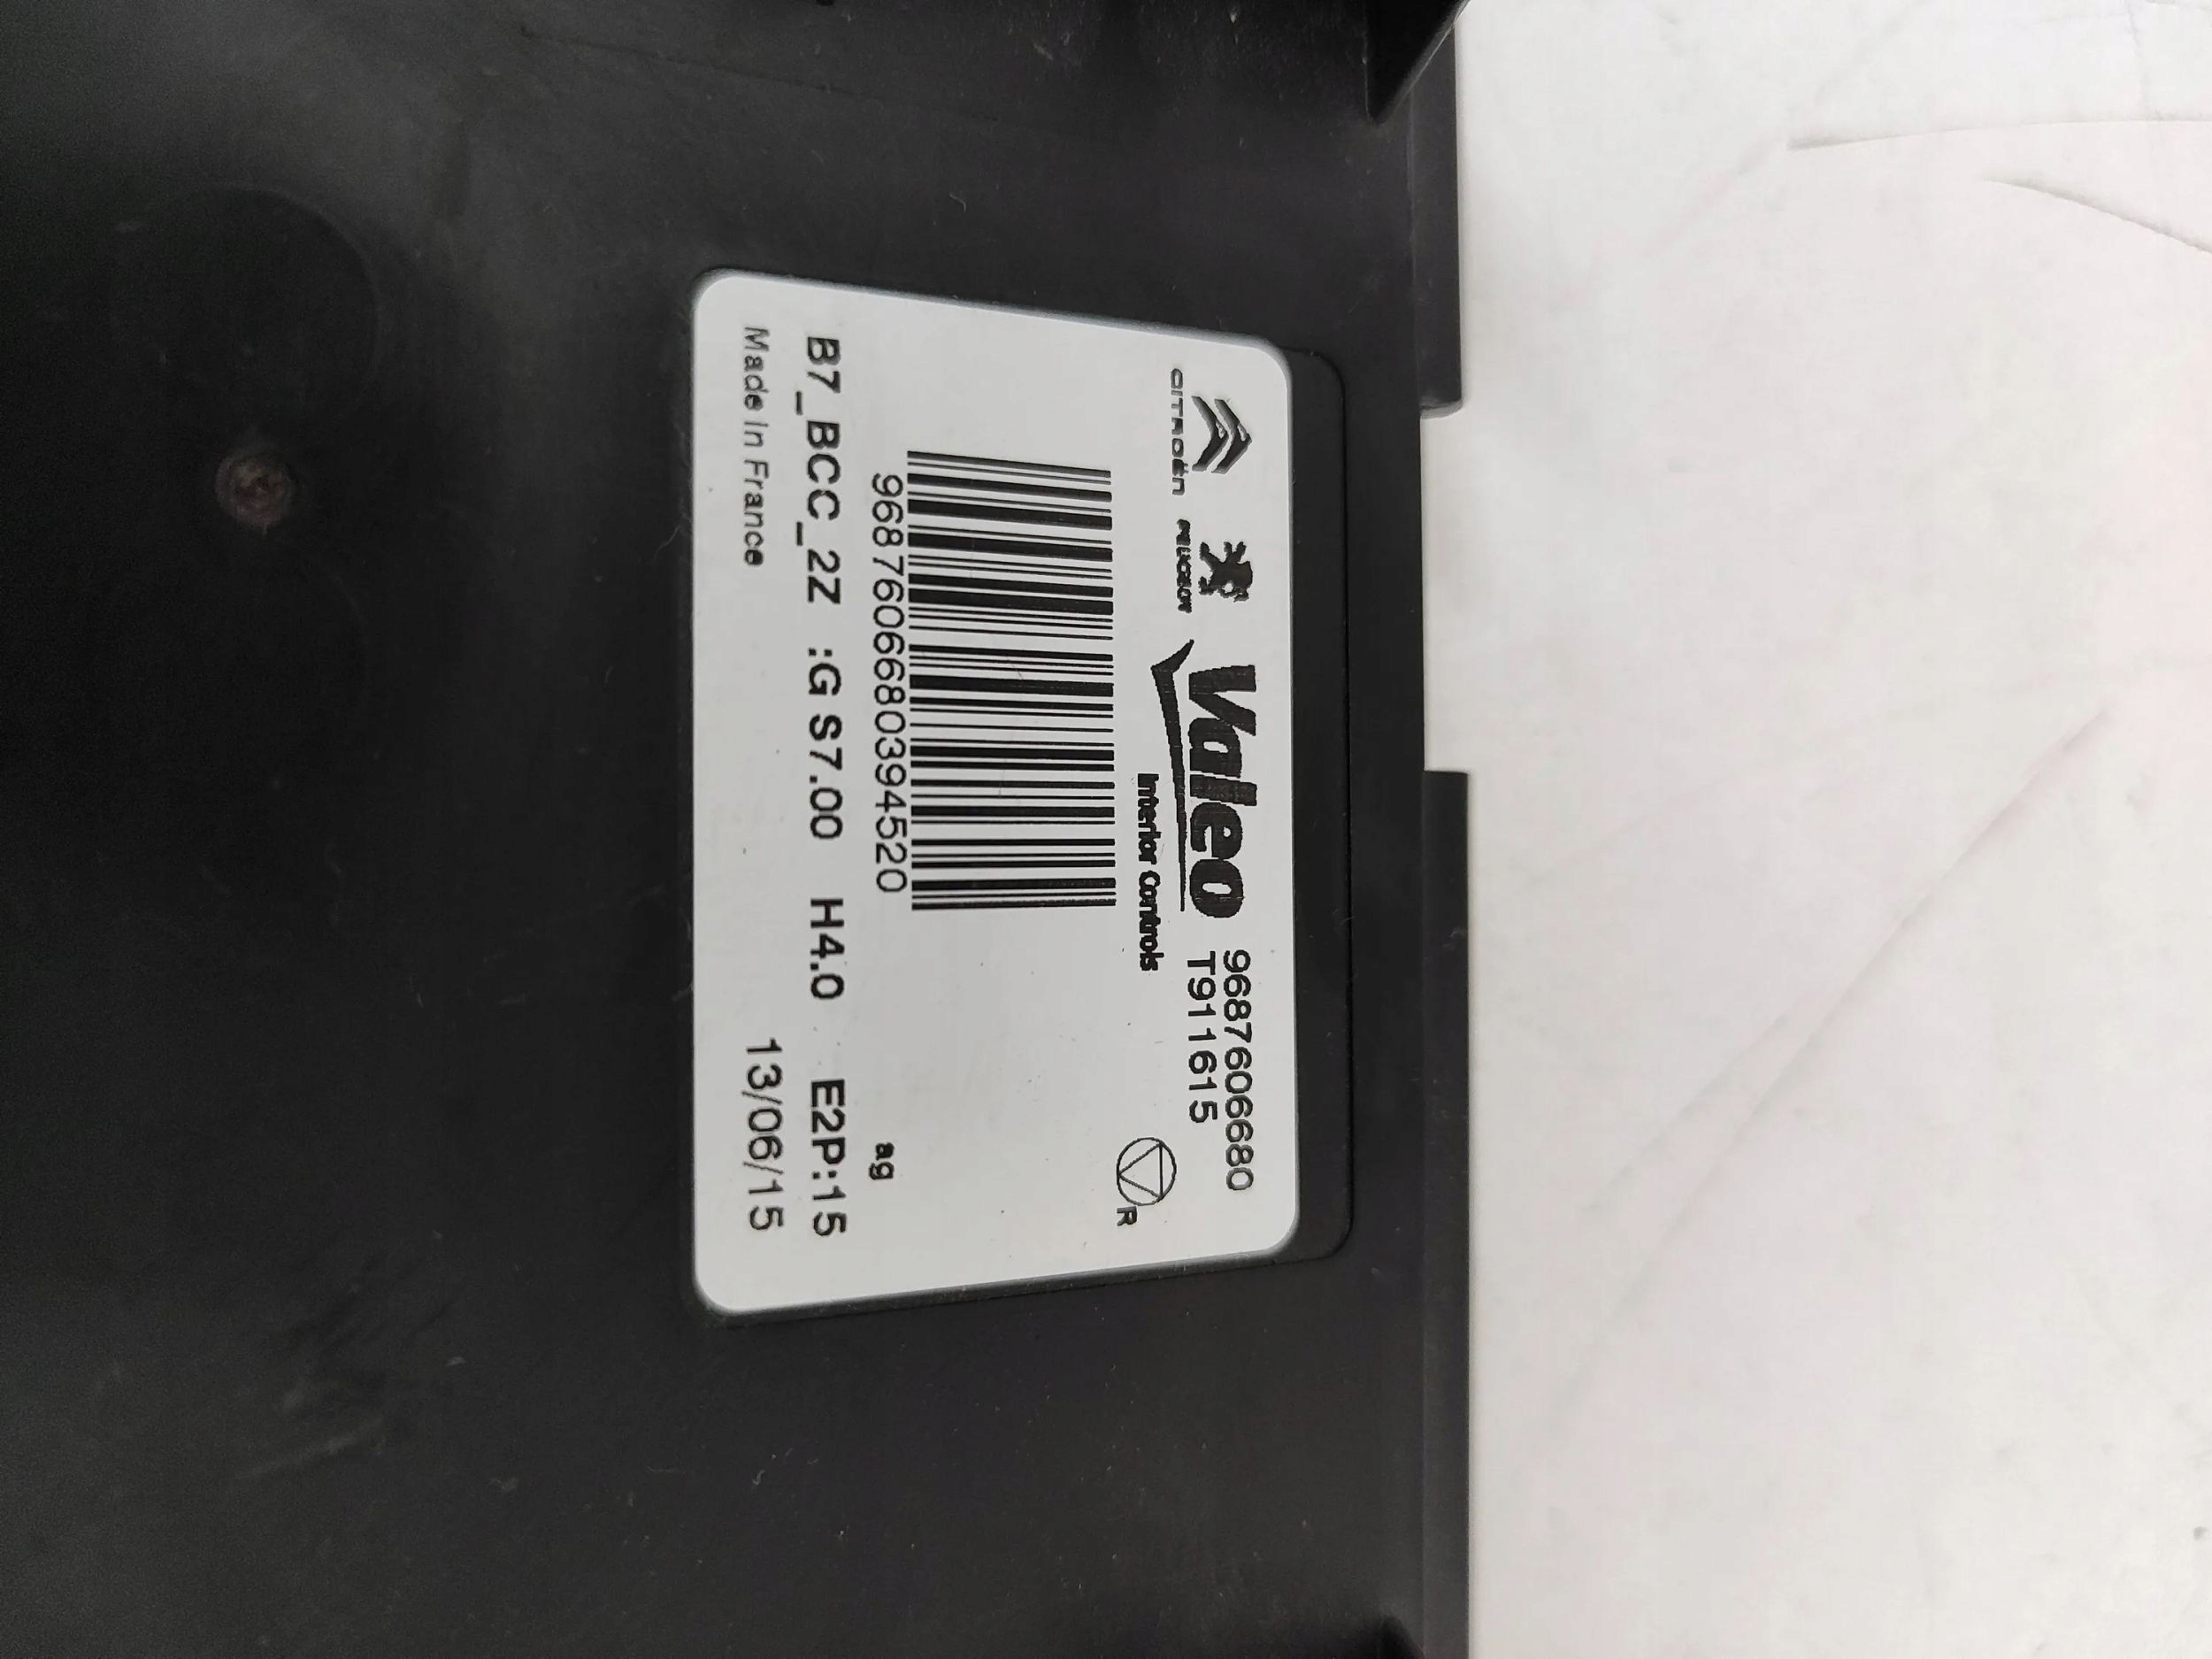 CITROËN PEUGEOT Valeo 9687606680
T911615
Interior Controls
R
9687606680394520
ag
B7_BCC_2Z :G S7.00 H4.0 E2P:15
Made in France 13/06/15